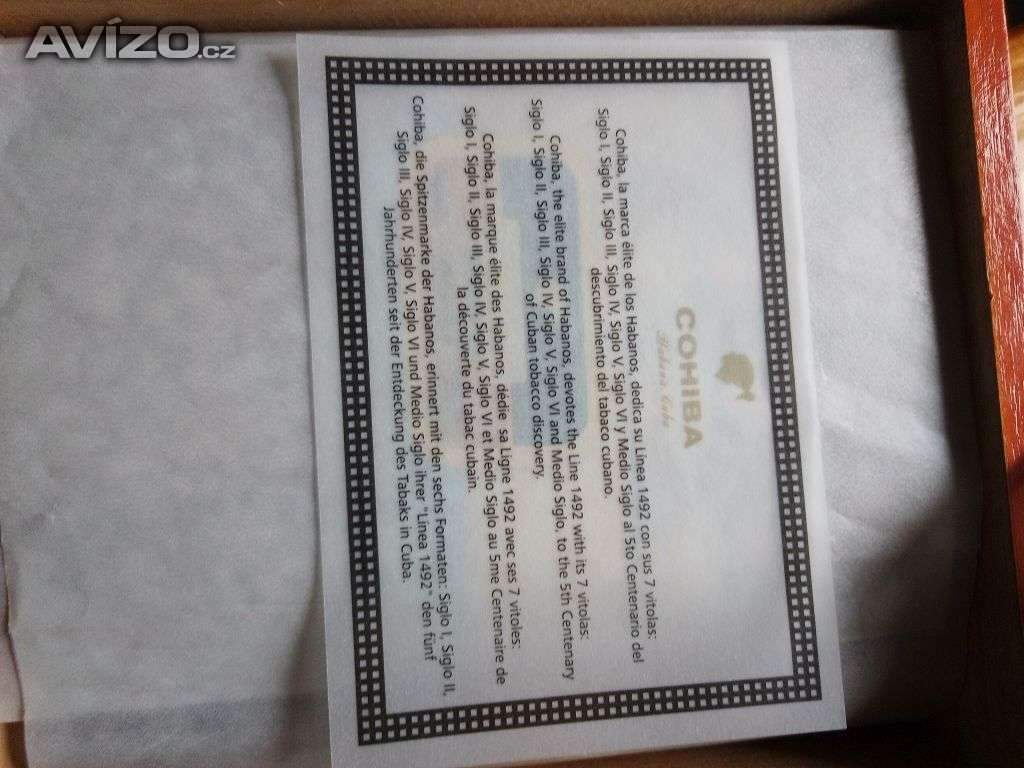 AVÍZO.cz
COHIBA
Habana, Cuba
Cohiba, la marca élite de los Habanos, dedica su Línea 1492 con sus 7 vitolas:
Siglo I, Siglo II, Siglo III, Siglo IV, Siglo V, Siglo VI y Medio Siglo al 5to Centenario del
descubrimiento del tabaco cubano.
Cohiba, the elite brand of Habanos, devotes the Line 1492 with its 7 vitolas:
Siglo I, Siglo II, Siglo III, Siglo IV, Siglo V, Siglo VI and Medio Siglo, to the 5th Centenary
of Cuban tobacco discovery.
Cohiba, la marque élite des Habanos, dédie sa Ligne 1492 avec ses 7 vitoles:
Siglo I, Siglo II, Siglo III, Siglo IV, Siglo V, Siglo VI et Medio Siglo au 5me Centenaire de
la découverte du tabac cubain.
Cohiba, die Spitzenmarke der Habanos, erinnert mit den sechs Formaten: Siglo I, Siglo II,
Siglo III, Siglo IV, Siglo V, Siglo VI und Medio Siglo ihrer "Linea 1492" den fünf
Jahrhunderten seit der Entdeckung des Tabaks in Cuba.